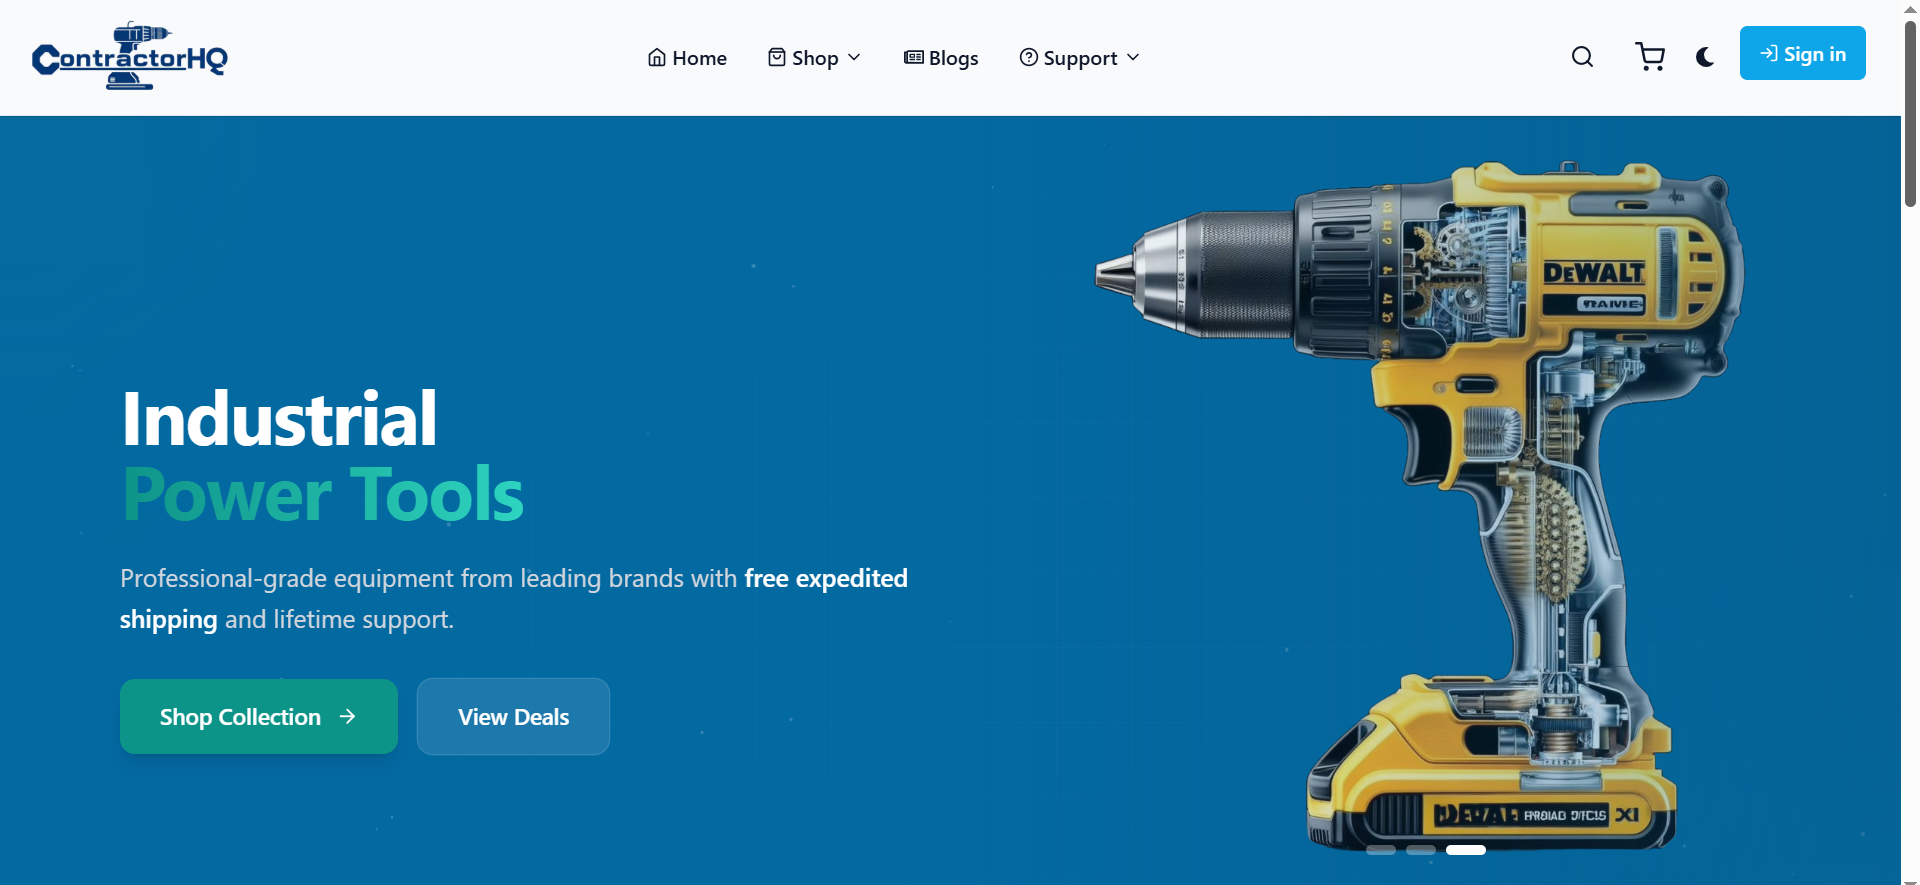 ContractorHQ
Home
Shop
Blogs
Support
Sign in
Industrial
Power Tools
Professional-grade equipment from leading brands with free expedited
shipping and lifetime support.
Shop Collection
View Deals
DEWALT